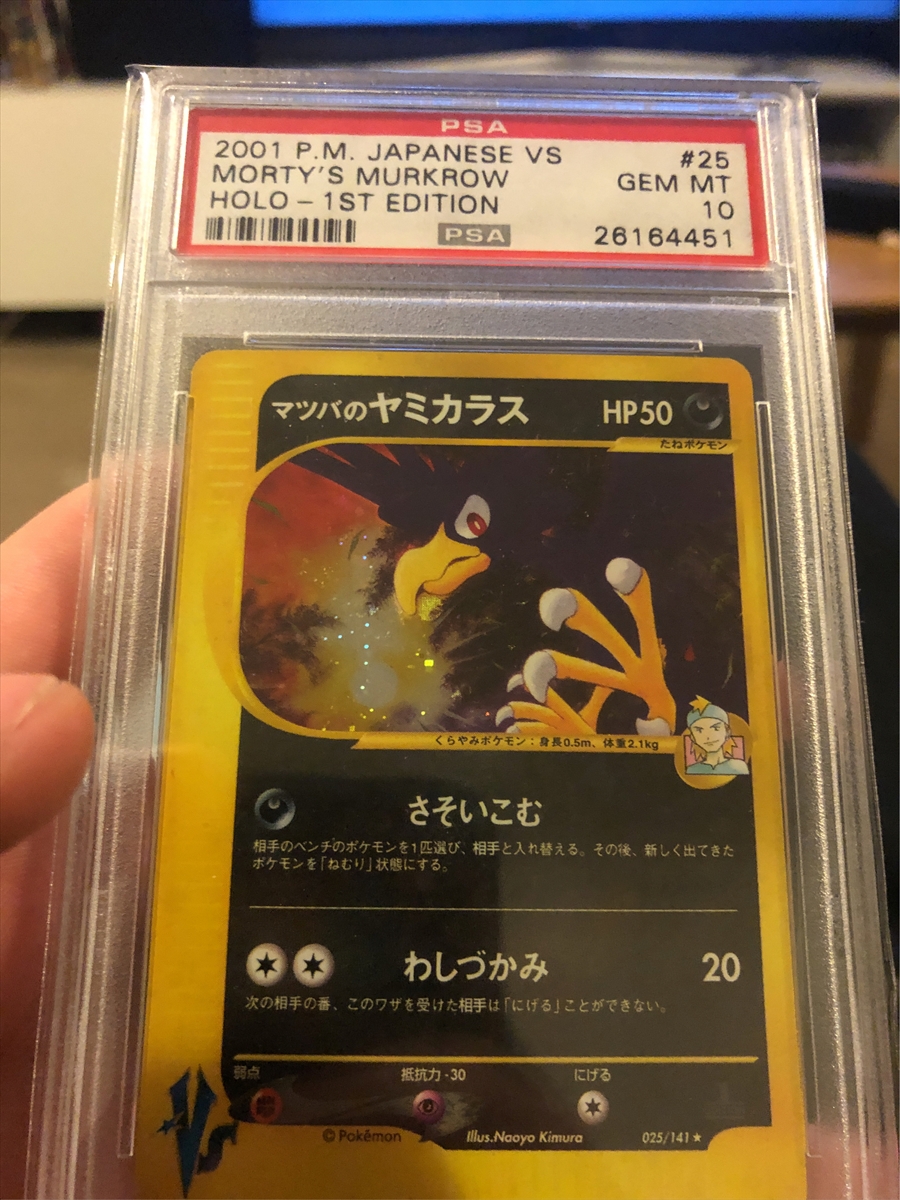 PSA
2001 P.M. JAPANESE VS #25
MORTY'S MURKROW GEM MT
HOLO - 1ST EDITION 10
PSA 26164451
マツバのヤミカラス HP50
たねポケモン
くらやみポケモン：身長0.5m、体重2.1kg
さそいこむ
相手のベンチのポケモンを1匹選び、相手と入れ替える。その後、新しく出てきた
ポケモンを「ねむり」状態にする。
わしづかみ 20
次の相手の番、このワザを受けた相手は「にげる」ことができない。
弱点 抵抗力-30 にげる
©Pokémon Illus.Naoyo Kimura 025/141★
VS